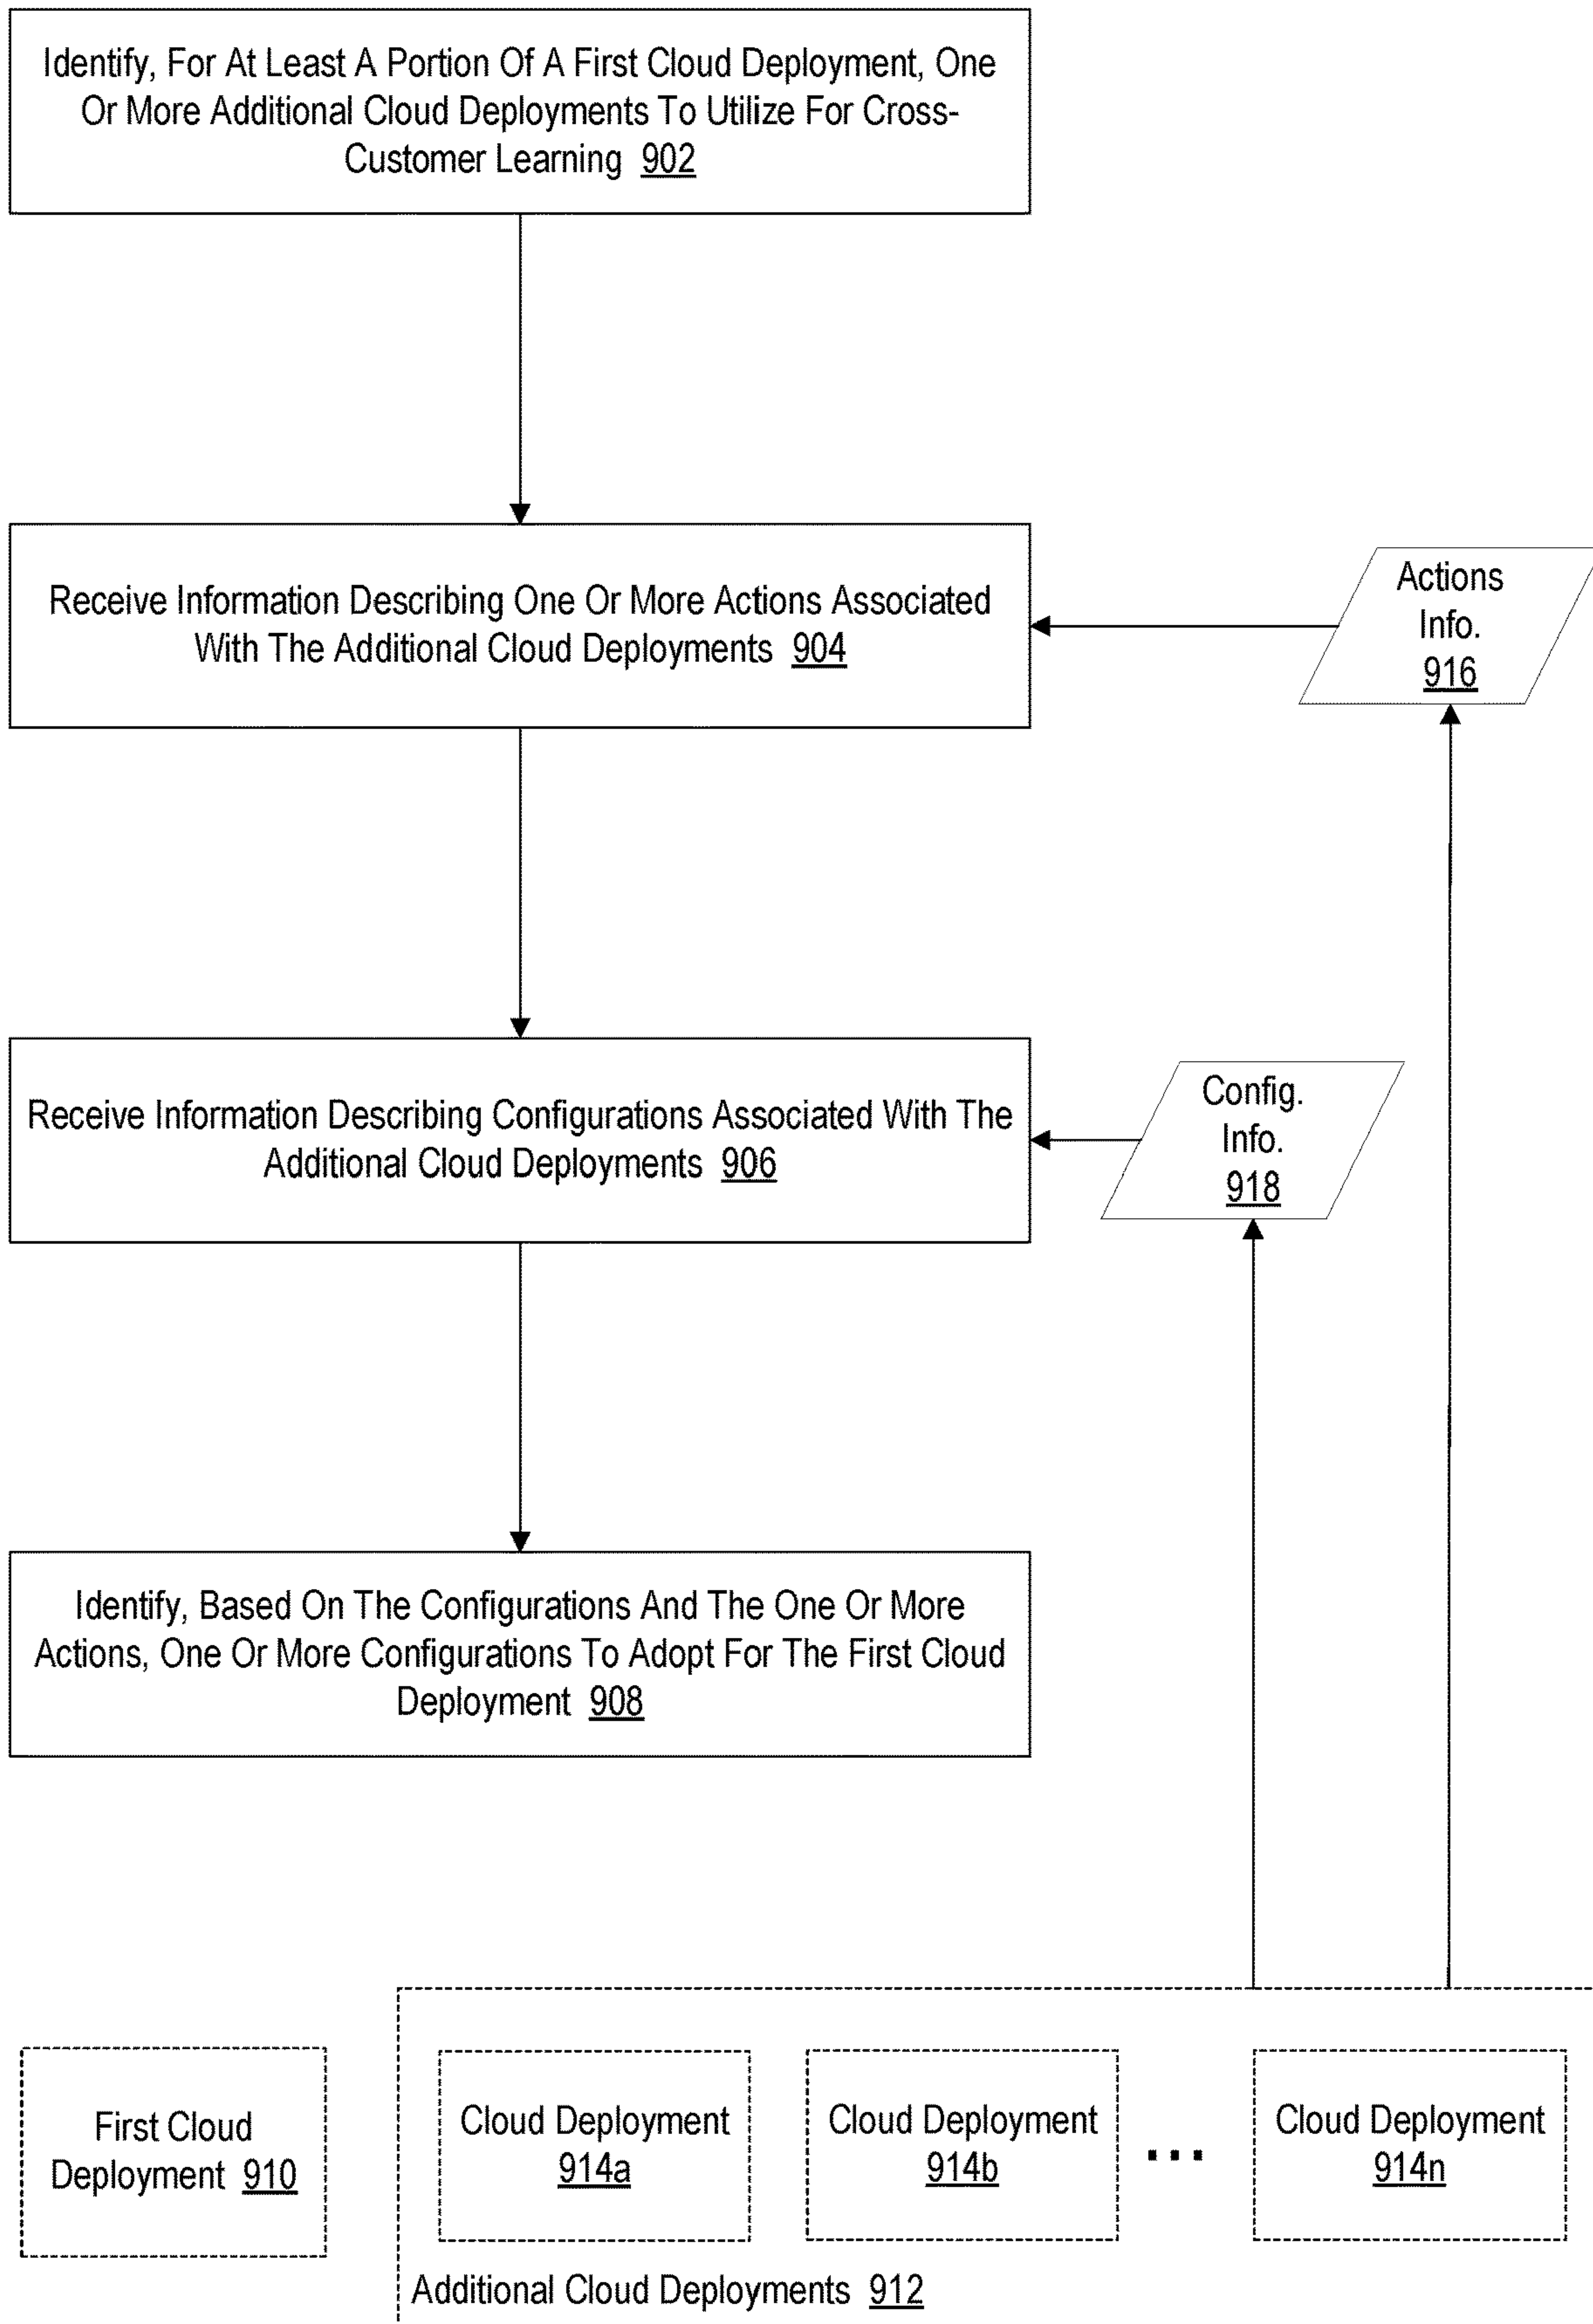 Identify, For At Least A Portion Of A First Cloud Deployment, One
Or More Additional Cloud Deployments To Utilize For Cross-
Customer Learning 902
Receive Information Describing One Or More Actions Associated
With The Additional Cloud Deployments 904
Actions
Info.
916
Receive Information Describing Configurations Associated With The
Additional Cloud Deployments 906
Config.
Info.
918
Identify, Based On The Configurations And The One Or More
Actions, One Or More Configurations To Adopt For The First Cloud
Deployment 908
First Cloud
Deployment 910
Cloud Deployment
914a
Cloud Deployment
914b
...
Cloud Deployment
914n
Additional Cloud Deployments 912